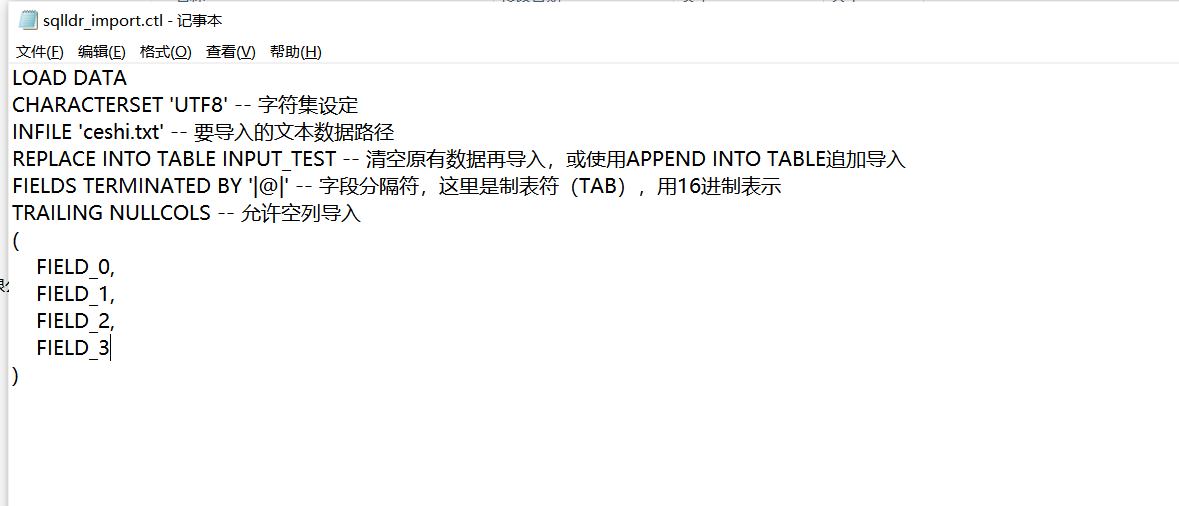 sqlldr_import.ctl - 记事本
文件(F) 编辑(E) 格式(O) 查看(V) 帮助(H)
LOAD DATA
CHARACTERSET 'UTF8' -- 字符集设定
INFILE 'ceshi.txt' -- 要导入的文本数据路径
REPLACE INTO TABLE INPUT_TEST -- 清空原有数据再导入，或使用APPEND INTO TABLE追加导入
FIELDS TERMINATED BY '|@|' -- 字段分隔符，这里是制表符（TAB），用16进制表示
TRAILING NULLCOLS -- 允许空列导入
(
FIELD_0,
FIELD_1,
FIELD_2,
FIELD_3
)